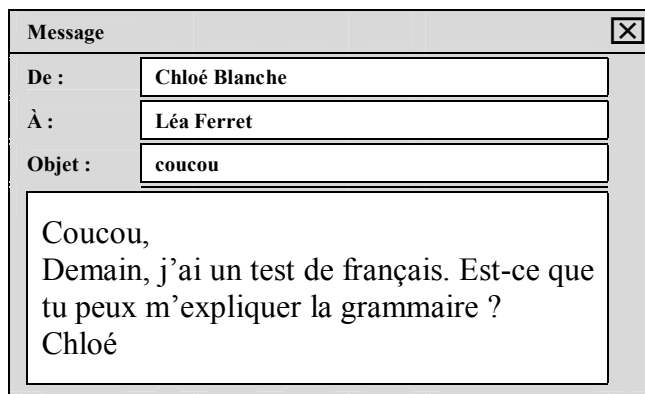 Message
De : Chloé Blanche
À : Léa Ferret
Objet : coucou
Coucou,
Demain, j'ai un test de français. Est-ce que
tu peux m'expliquer la grammaire ?
Chloé